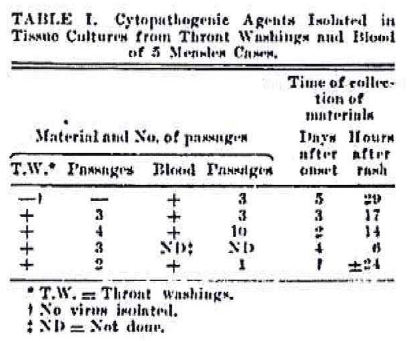 TABLE I. Cytopathogenic Agents Isolated in
Tissue Cultures from Throat Washings and Blood
of 5 Measles Cases.
Time of collec-
tion of
materials
Material and No. of passages Days Hours
after after
T.W.* Passages Blood Passages onset rash
—† — + 3 5 29
+ 3 + 3 3 17
+ 4 + 10 2 14
+ 3 ND‡ ND 4 6
+ 2 + 1 ±24
* T.W. = Throat washings.
† No virus isolated.
‡ ND = Not done.